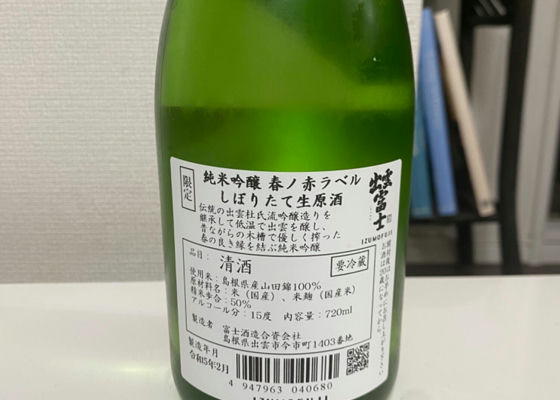 限定
純米吟醸 春ノ赤ラベル
しぼりたて生原酒
伝統の出雲杜氏流吟醸造りを
継承して低温で出雲を醸し、
昔ながらの木槽で優しく搾った
春の良き縁を結ぶ純米吟醸
出雲富士
IZUMOFUJI
品目: 清酒
要冷蔵
使用米:島根県産山田錦100%
原材料名:米(国産)、米麹(国産米)
精米歩合:50%
アルコール分:15度 内容量:720ml
製造者 富士酒造合資会社
島根県出雲市今市町1403番地
製造年月
令和5年2月
4 947963 040680
IZUMOFUJI